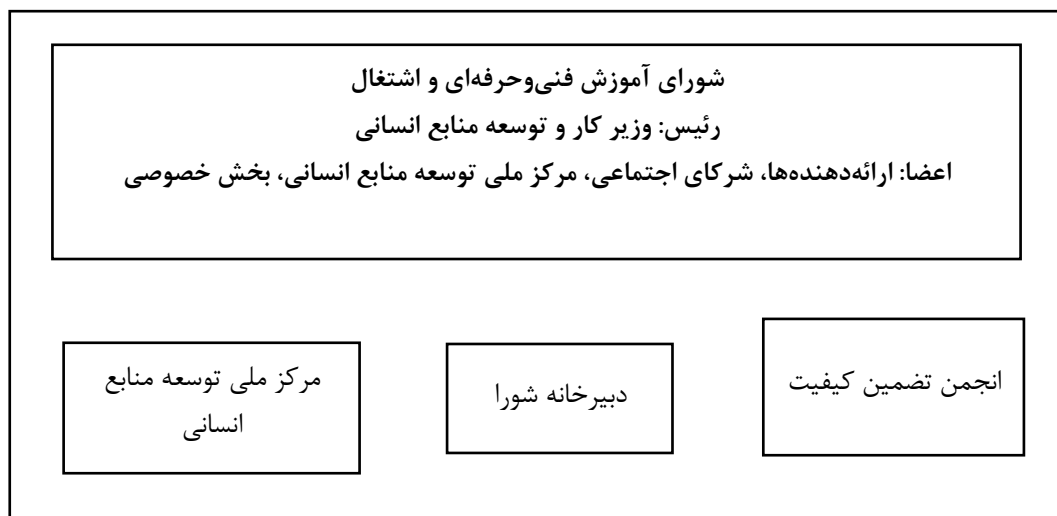 شورای آموزش فنی‌وحرفه‌ای و اشتغال
رئیس: وزیر کار و توسعه منابع انسانی
اعضا: ارائه‌دهنده‌ها، شرکای اجتماعی، مرکز ملی توسعه منابع انسانی، بخش خصوصی
انجمن تضمین کیفیت
دبیرخانه شورا
مرکز ملی توسعه منابع
انسانی